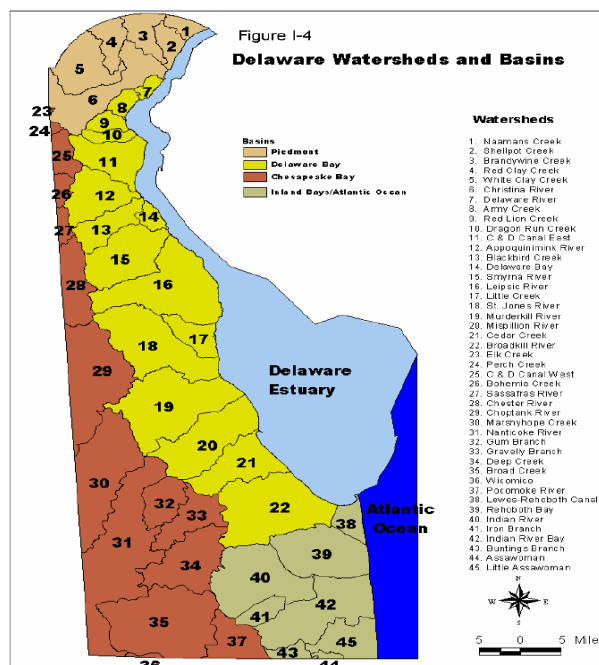 Figure I-4
Delaware Watersheds and Basins
Basins
Piedmont
Delaware Bay
Chesapeake Bay
Inland Bays/Atlantic Ocean
Watersheds
1. Naamans Creek
2. Shellpot Creek
3. Brandywine Creek
4. Red Clay Creek
5. White Clay Creek
6. Christina River
7. Delaware River
8. Army Creek
9. Red Lion Creek
10. Dragon Run Creek
11. C & D Canal East
12. Appoquinimink River
13. Blackbird Creek
14. Delaware Bay
15. Smyrna River
16. Leipsic River
17. Little Creek
18. St. Jones River
19. Murderkill River
20. Mispillion River
21. Cedar Creek
22. Broadkill River
23. Elk Creek
24. Perch Creek
25. C & D Canal West
26. Bohemia Creek
27. Sassafras River
28. Chester River
29. Choptank River
30. Marshyhope Creek
31. Nanticoke River
32. Gum Branch
33. Gravelly Branch
34. Deep Creek
35. Broad Creek
36. Wicomico
37. Pocomoke River
38. Lewes-Rehoboth Canal
39. Rehoboth Bay
40. Indian River
41. Iron Branch
42. Indian River Bay
43. Buntings Branch
44. Assawoman
45. Little Assawoman
1
2
3
4
5
6
7
8
9
10
23
24
11
25
12
26
14
13
27
15
16
28
17
18
29
Delaware
Estuary
19
20
21
30
32
33
22
Atlantic
Ocean
38
31
39
34
40
42
41
35
37
45
43
36
44
N
W
E
S
5 0 5 Mile